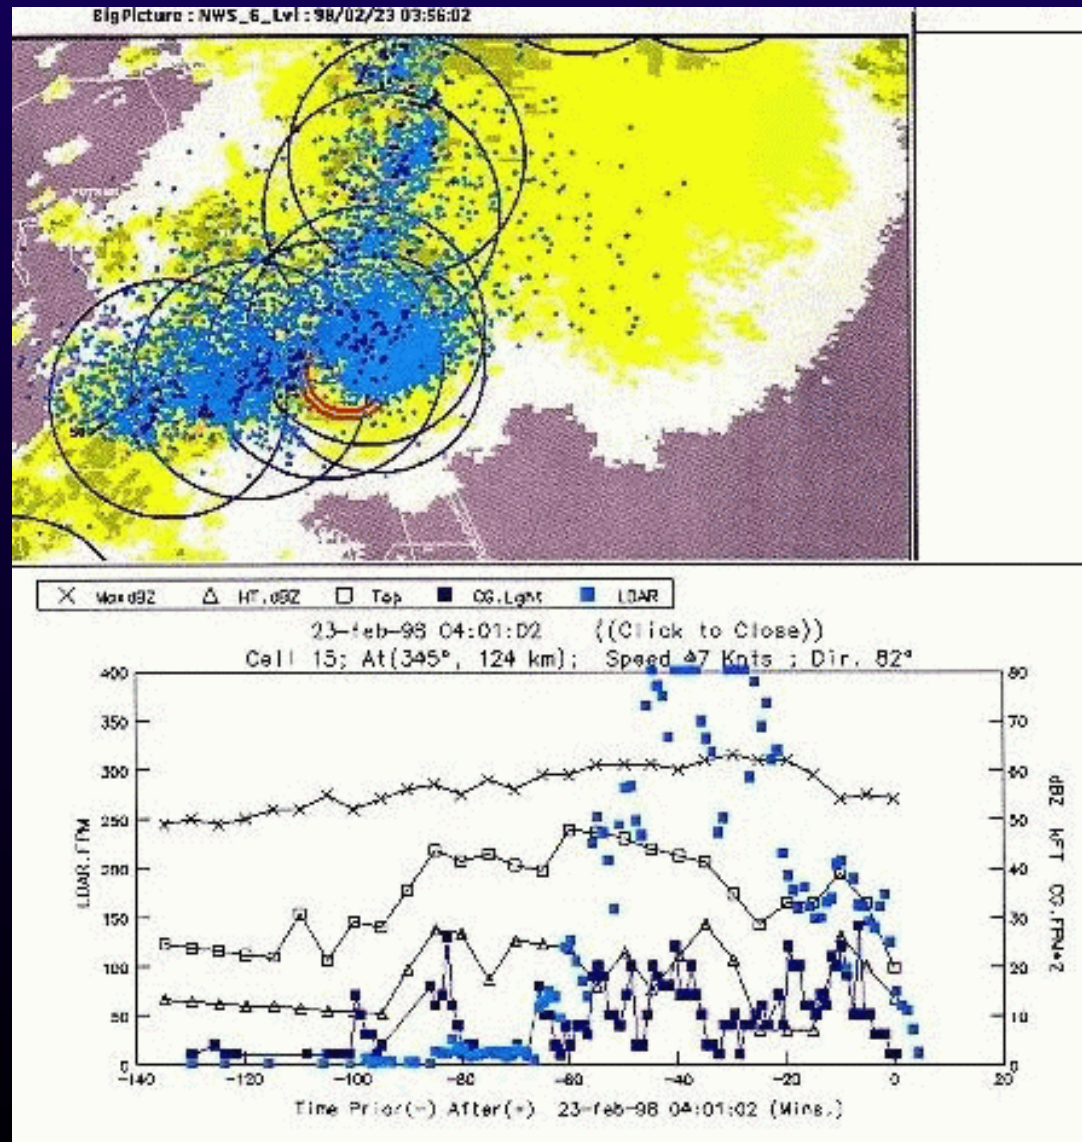 BigPicture : NWS_6_Lvl : 98/02/23 03:56:02
MaxdBZ HT.dBZ Top CG.Lght LDAR
23-feb-98 04:01:02 ((Click to Close))
Cell 15; At(345°, 124 km); Speed 47 Knts ; Dir. 82°
400 80
350 70
300 60
250 50
200 40
150 30
100 20
50 10
0 0
LDAR.FPM
dBZ kFT CG.FPM*2
-140 -120 -100 -80 -60 -40 -20 0 20
Time Prior(-) After(+) 23-feb-98 04:01:02 (Mins.)